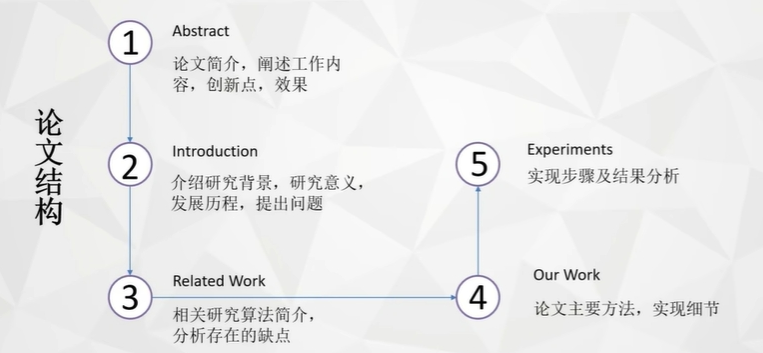 论文结构
1
Abstract
论文简介，阐述工作内
容，创新点，效果
2
Introduction
介绍研究背景，研究意义，
发展历程，提出问题
3
Related Work
相关研究算法简介，
分析存在的缺点
4
Our Work
论文主要方法，实现细节
5
Experiments
实现步骤及结果分析